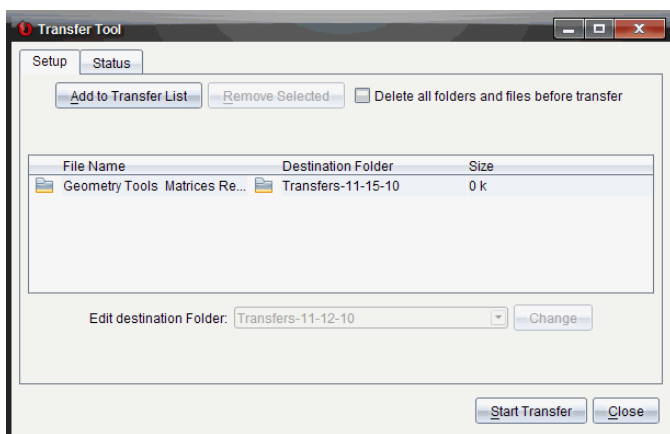 Transfer Tool
Setup Status
Add to Transfer List Remove Selected Delete all folders and files before transfer
File Name Destination Folder Size
Geometry Tools Matrices Re... Transfers-11-15-10 0 k
Edit destination Folder: Transfers-11-12-10 Change
Start Transfer Close